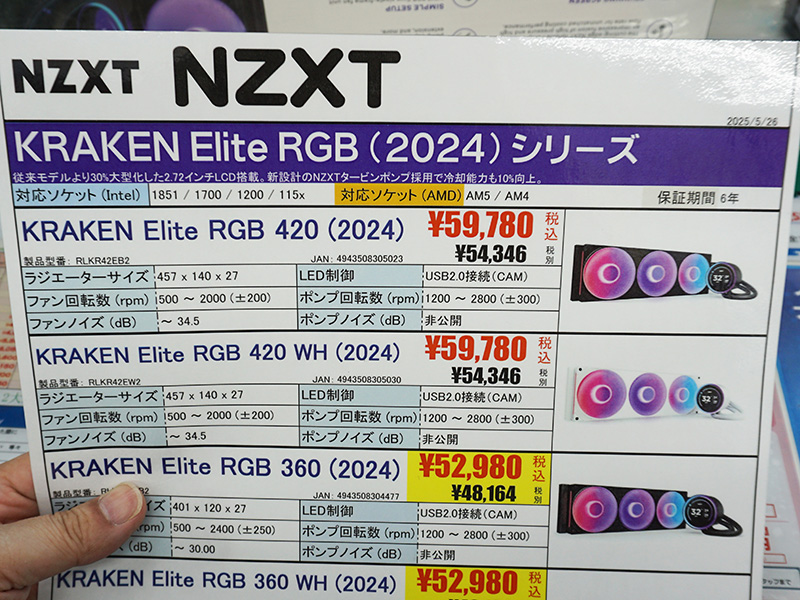 SIMPLE SETUP
NZXT NZXT
2025/5/26
KRAKEN Elite RGB (2024) シリーズ
従来モデルより30%大型化した2.72インチLCD搭載。新設計のNZXTタービンポンプ採用で冷却能力も10%向上。
対応ソケット (Intel) 1851 / 1700 / 1200 / 115x 対応ソケット (AMD) AM5 / AM4 保証期間 6年
KRAKEN Elite RGB 420 (2024) ¥59,780 税込
¥54,346 税別
製品型番: RLKR42EB2 JAN: 4943508305023
ラジエーターサイズ 457 x 140 x 27 LED制御 USB2.0接続(CAM)
ファン回転数 (rpm) 500 ～ 2000 (±200) ポンプ回転数 (rpm) 1200 ～ 2800 (±300)
ファンノイズ (dB) ～ 34.5 ポンプノイズ (dB) 非公開
KRAKEN Elite RGB 420 WH (2024) ¥59,780 税込
¥54,346 税別
製品型番: RLKR42EW2 JAN: 4943508305030
ラジエーターサイズ 457 x 140 x 27 LED制御 USB2.0接続(CAM)
ファン回転数 (rpm) 500 ～ 2000 (±200) ポンプ回転数 (rpm) 1200 ～ 2800 (±300)
ファンノイズ (dB) ～ 34.5 ポンプノイズ (dB) 非公開
KRAKEN Elite RGB 360 (2024) ¥52,980 税込
¥48,164 税別
製品型番: JAN: 4943508304477
401 x 120 x 27 LED制御 USB2.0接続(CAM)
(rpm) 500 ～ 2400 (±250) ポンプ回転数 (rpm) 1200 ～ 2800 (±300)
(dB) ～ 30.00 ポンプノイズ (dB) 非公開
KRAKEN Elite RGB 360 WH (2024) ¥52,980 税込